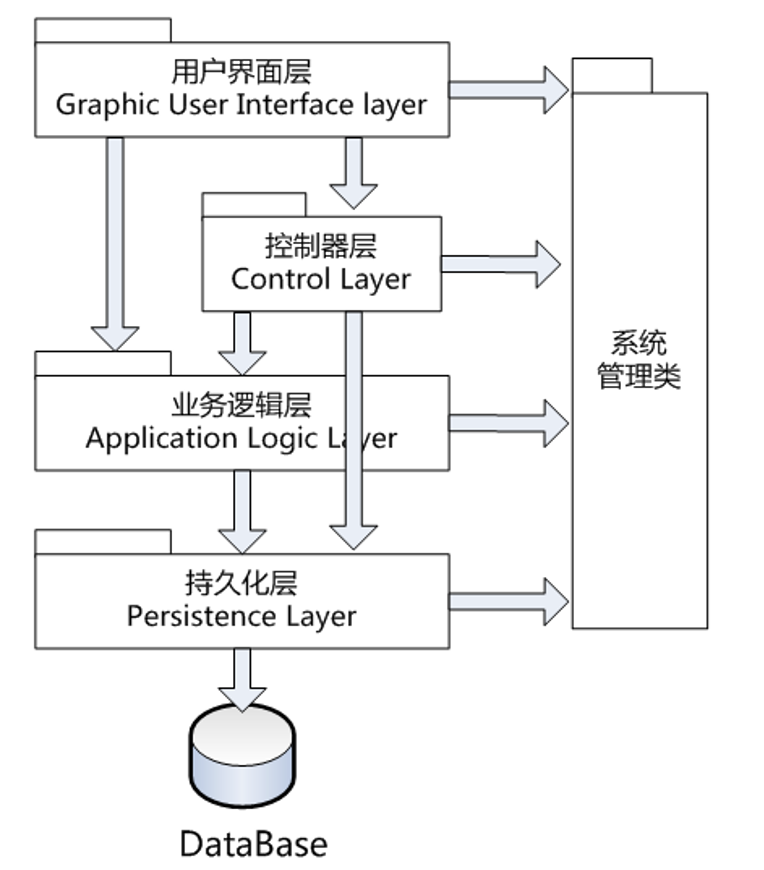 用户界面层
Graphic User Interface layer
控制器层
Control Layer
系统
管理类
业务逻辑层
Application Logic Layer
持久化层
Persistence Layer
DataBase